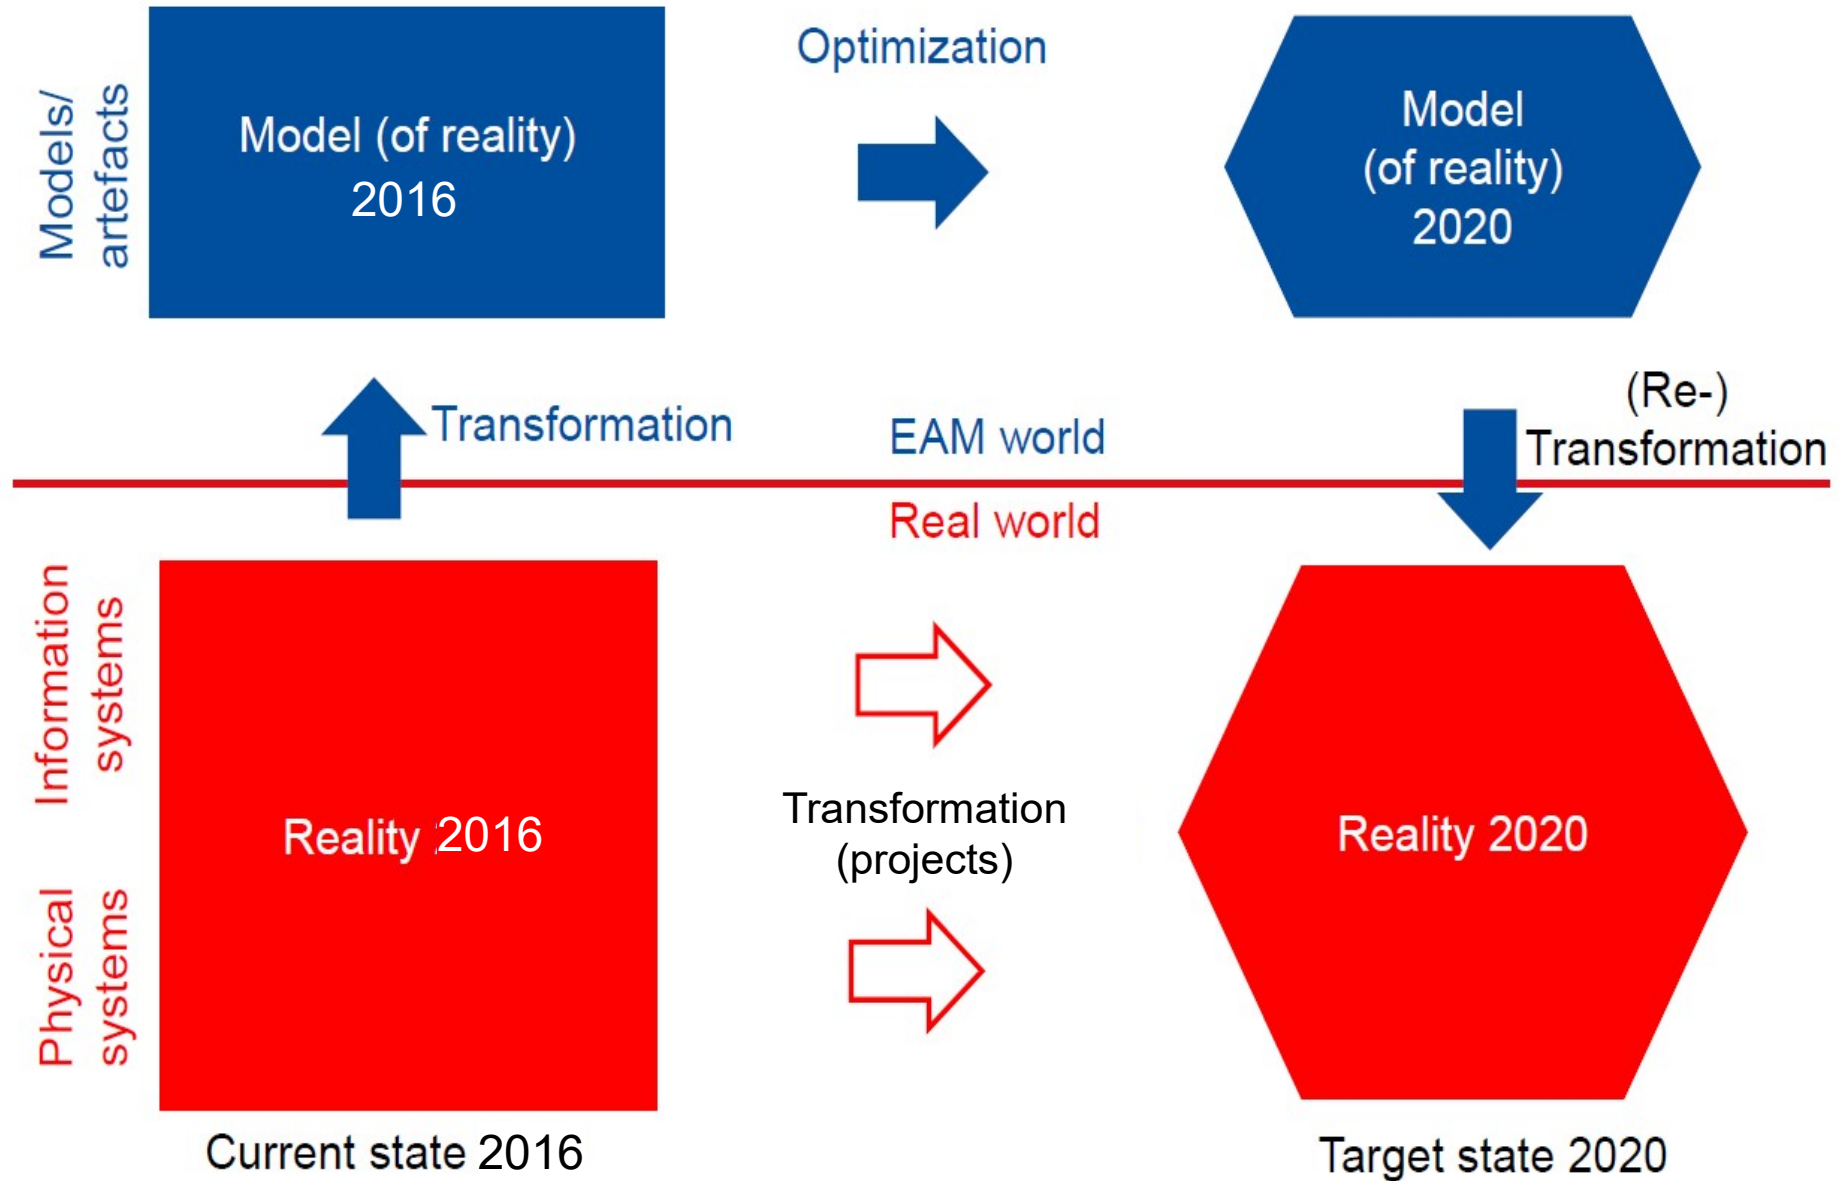 Models/
artefacts
Model (of reality)
2016
Optimization
Model
(of reality)
2020
Transformation
EAM world
(Re-)
Transformation
Real world
Information
systems
Physical
systems
Reality 2016
Transformation
(projects)
Reality 2020
Current state 2016
Target state 2020